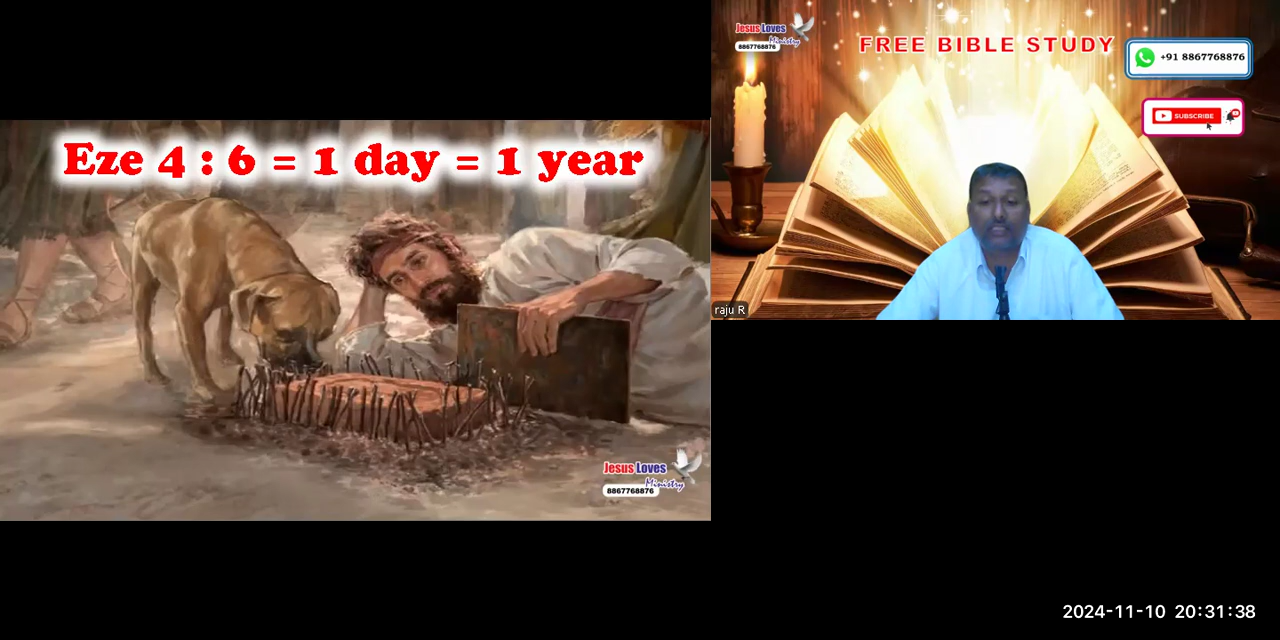 Eze 4 : 6 = 1 day = 1 year
Jesus Loves
Ministry
8867768876
Jesus Loves
Ministry
8867768876
FREE BIBLE STUDY
+91 8867768876
SUBSCRIBE
raju R
2024-11-10 20:31:38